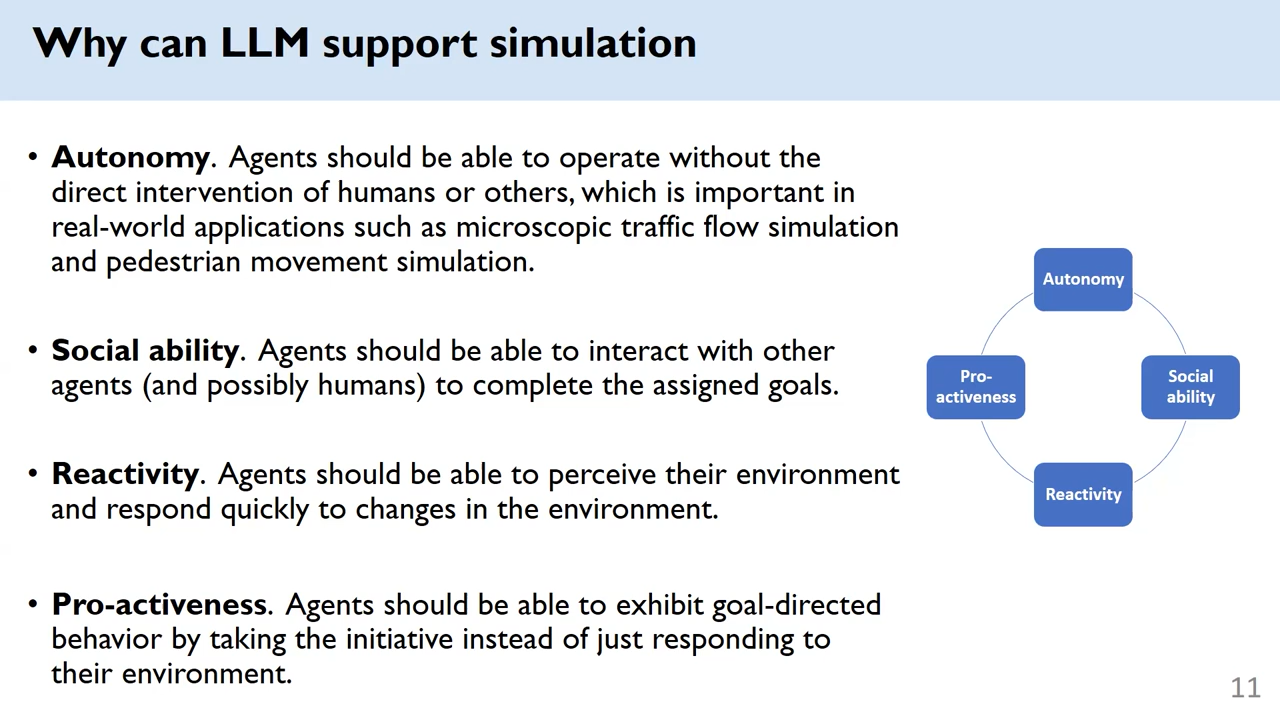 Why can LLM support simulation
• Autonomy. Agents should be able to operate without the
direct intervention of humans or others, which is important in
real-world applications such as microscopic traffic flow simulation
and pedestrian movement simulation.
• Social ability. Agents should be able to interact with other
agents (and possibly humans) to complete the assigned goals.
• Reactivity. Agents should be able to perceive their environment
and respond quickly to changes in the environment.
• Pro-activeness. Agents should be able to exhibit goal-directed
behavior by taking the initiative instead of just responding to
their environment.
Autonomy
Pro-
activeness
Social
ability
Reactivity
11